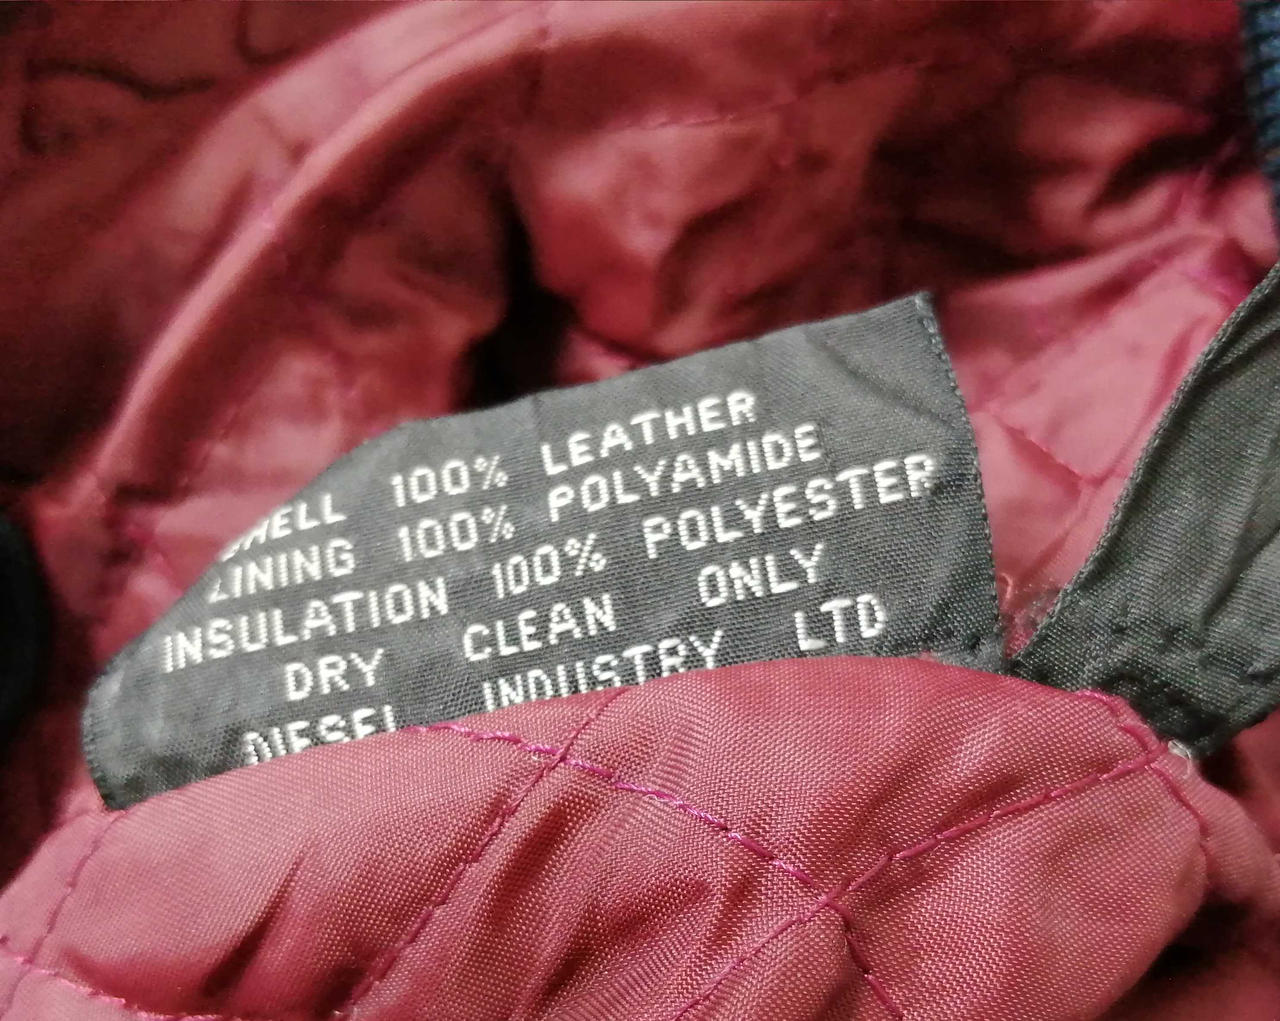 SHELL 100% LEATHER
LINING 100% POLYAMIDE
INSULATION 100% POLYESTER
DRY CLEAN ONLY
DIESEL INDUSTRY LTD